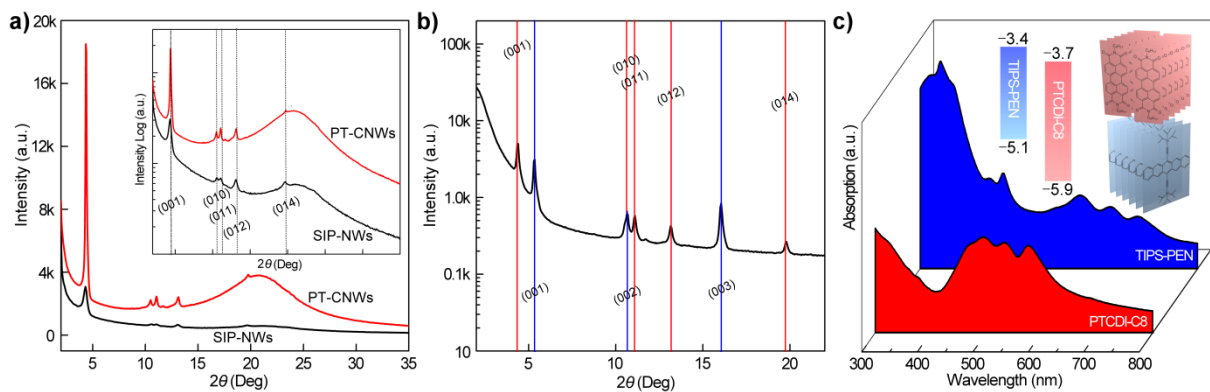 a)
20k
16k
12k
8k
4k
0
Intensity (a.u.)
5
10
15
20
25
30
35
2θ (Deg)
PT-CNWs
SIP-NWs
Intensity Log (a.u.)
PT-CNWs
(001)
(010)
(011)
(012)
(014)
SIP-NWs
2θ (Deg)
b)
100k
10k
1.0k
0.1k
10
Intensity (a.u.)
(001)
(010)
(011)
(012)
(014)
(001)
(002)
(003)
5
10
15
20
2θ (Deg)
c)
−3.4
−3.7
TIPS-PEN
PTCDI-C8
−5.1
−5.9
Absorption (a.u.)
TIPS-PEN
PTCDI-C8
300
400
500
600
700
800
Wavelength (nm)